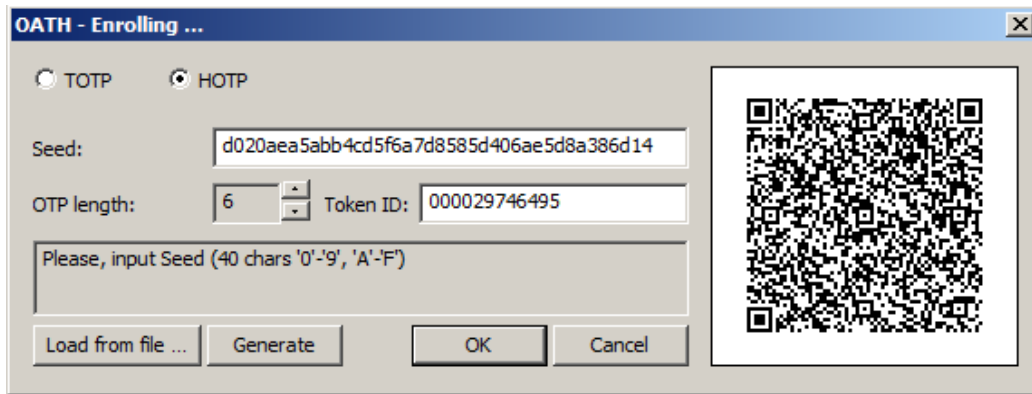 OATH - Enrolling ...
TOTP HOTP
Seed: d020aea5abb4cd5f6a7d8585d406ae5d8a386d14
OTP length: 6 Token ID: 000029746495
Please, input Seed (40 chars '0'-'9', 'A'-'F')
Load from file ... Generate OK Cancel